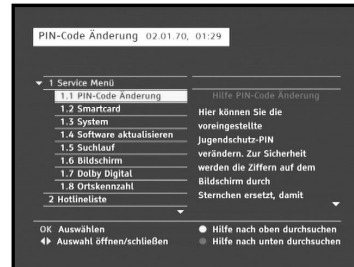 PIN-Code Änderung 02.01.70, 01:29
1 Service Menü
1.1 PIN-Code Änderung
1.2 Smartcard
1.3 System
1.4 Software aktualisieren
1.5 Suchlauf
1.6 Bildschirm
1.7 Dolby Digital
1.8 Ortskennzahl
2 Hotlineliste
Hilfe PIN-Code Änderung
Hier können Sie die
voreingestellte
Jugendschutz-PIN
verändern. Zur Sicherheit
werden die Ziffern auf dem
Bildschirm durch
Sternchen ersetzt, damit
OK Auswählen
Auswahl öffnen/schließen
Hilfe nach oben durchsuchen
Hilfe nach unten durchsuchen